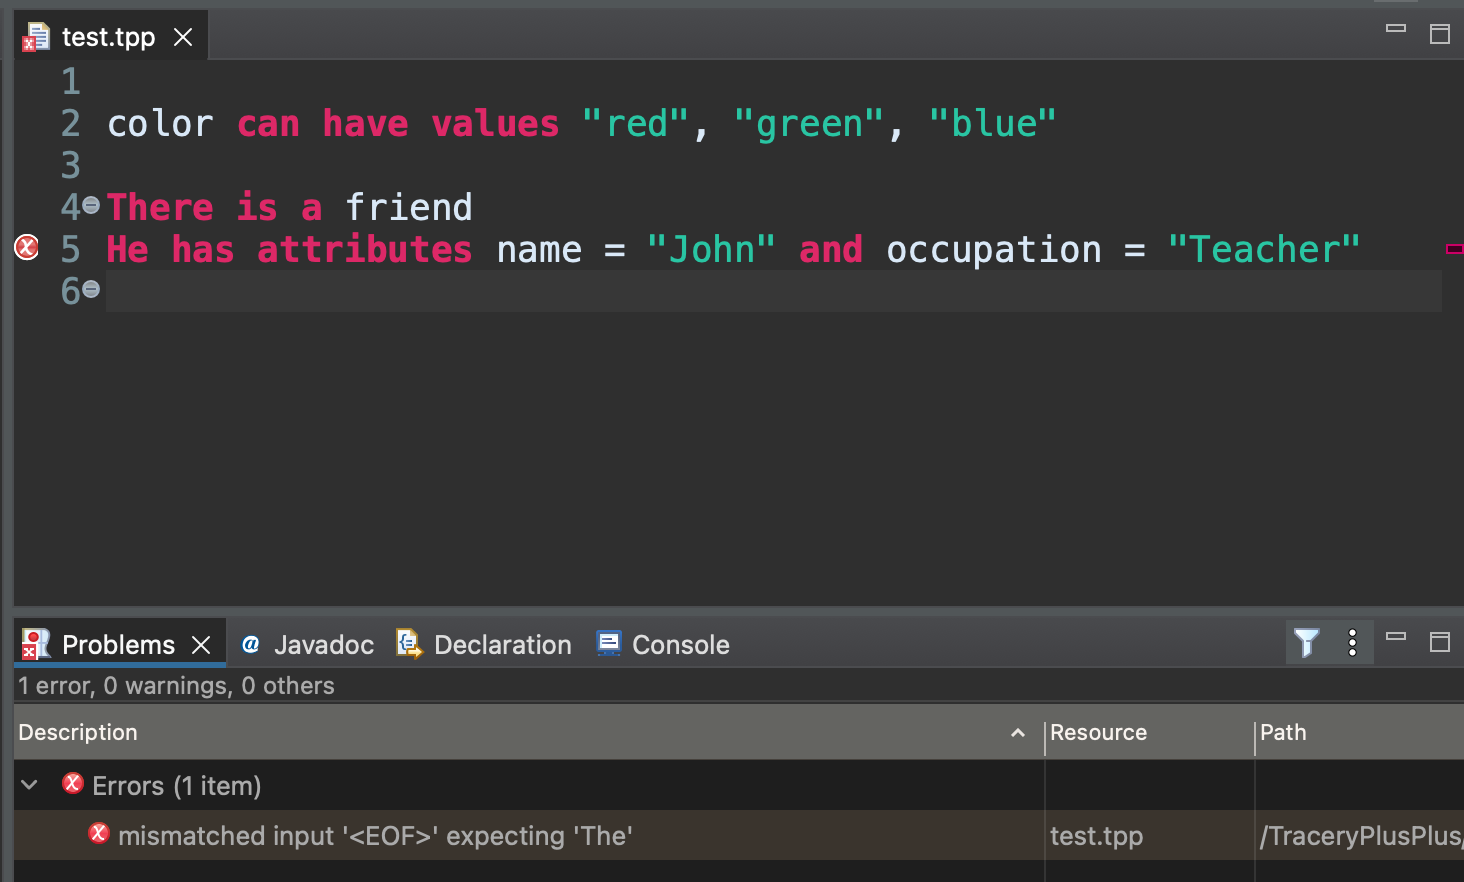 test.tpp
1
2 color can have values "red", "green", "blue"
3
4 There is a friend
5 He has attributes name = "John" and occupation = "Teacher"
6
Problems @ Javadoc Declaration Console
1 error, 0 warnings, 0 others
Description Resource Path
Errors (1 item)
mismatched input '<EOF>' expecting 'The' test.tpp /TraceryPlusPlus/